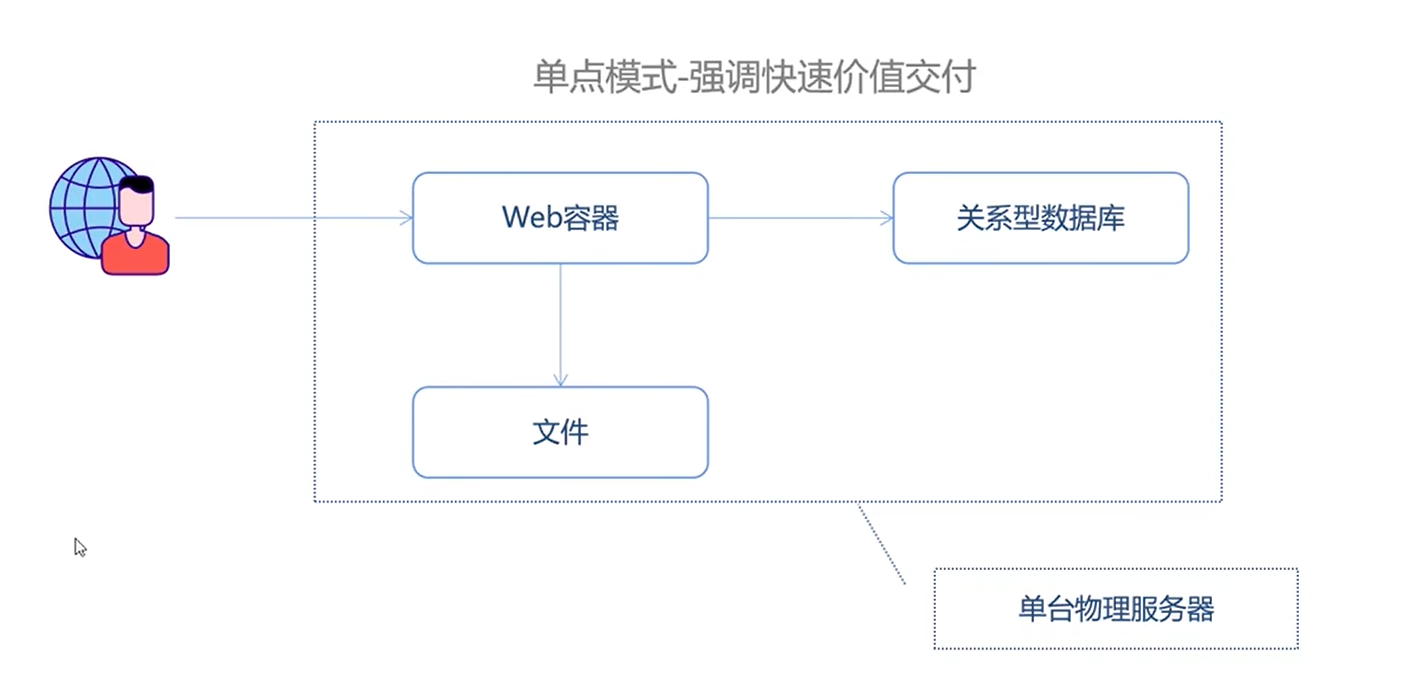 单点模式-强调快速价值交付
Web容器
关系型数据库
文件
单台物理服务器